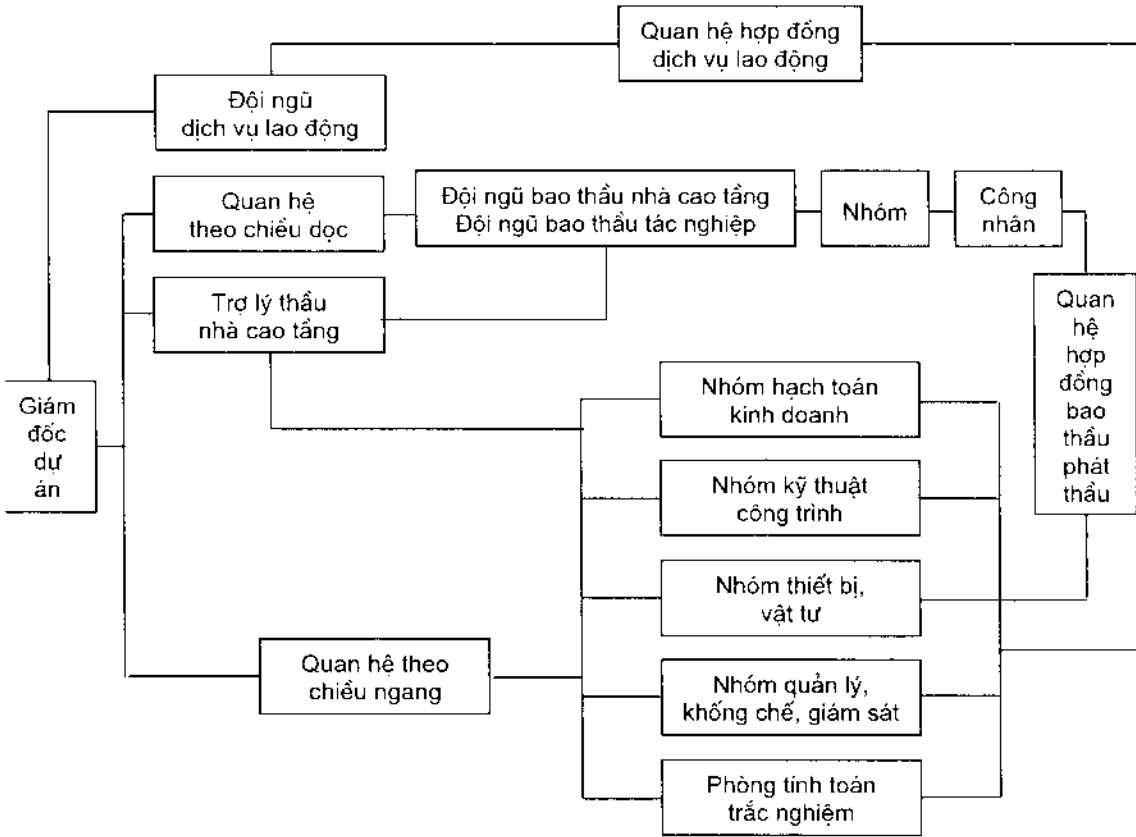 Quan hệ hợp đồng
dịch vụ lao động
Đội ngũ
dịch vụ lao động
Quan hệ
theo chiều dọc
Đội ngũ bao thầu nhà cao tầng
Đội ngũ bao thầu tác nghiệp
Nhóm
Công
nhân
Trợ lý thầu
nhà cao tầng
Quan
hệ
hợp
đồng
bao
thầu
phát
thầu
Giám
đốc
dự
án
Nhóm hạch toán
kinh doanh
Nhóm kỹ thuật
công trình
Nhóm thiết bị,
vật tư
Quan hệ theo
chiều ngang
Nhóm quản lý,
khống chế, giám sát
Phòng tính toán
trắc nghiệm